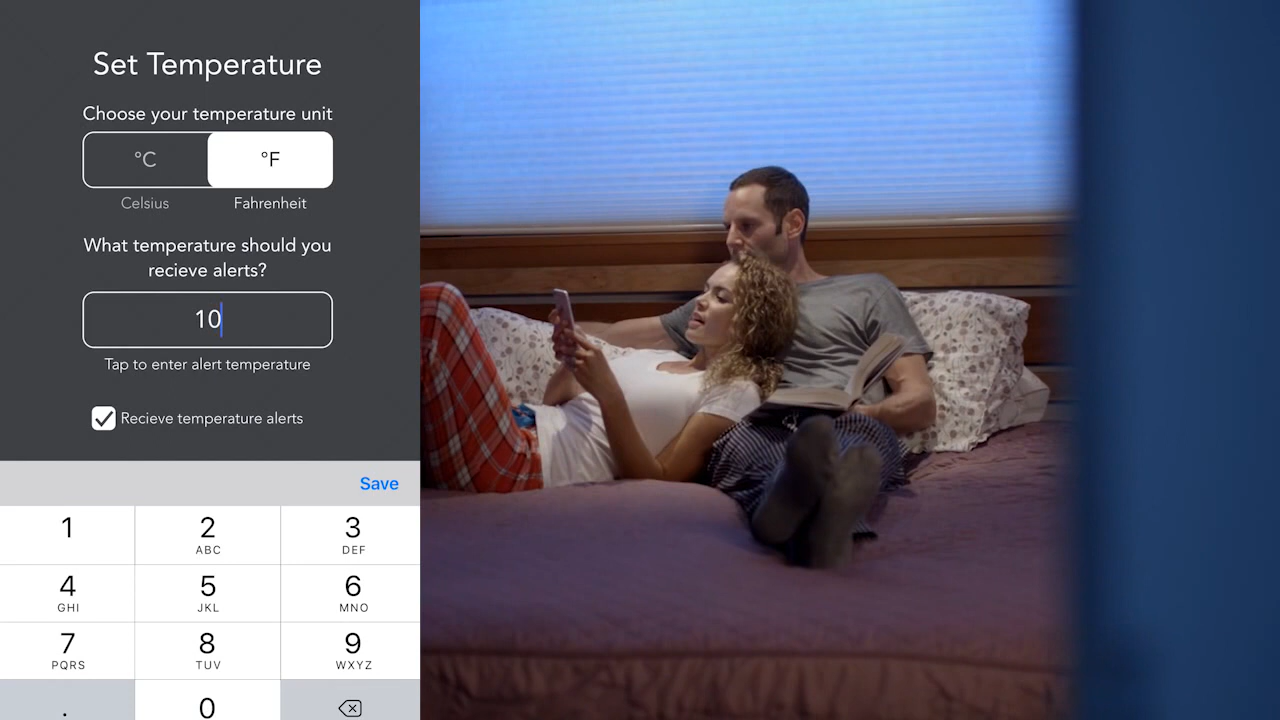 Set Temperature
Choose your temperature unit
°C
°F
Celsius
Fahrenheit
What temperature should you
recieve alerts?
10
Tap to enter alert temperature
Recieve temperature alerts
Save
1
2
3
ABC
DEF
4
5
6
GHI
JKL
MNO
7
8
9
PQRS
TUV
WXYZ
.
0